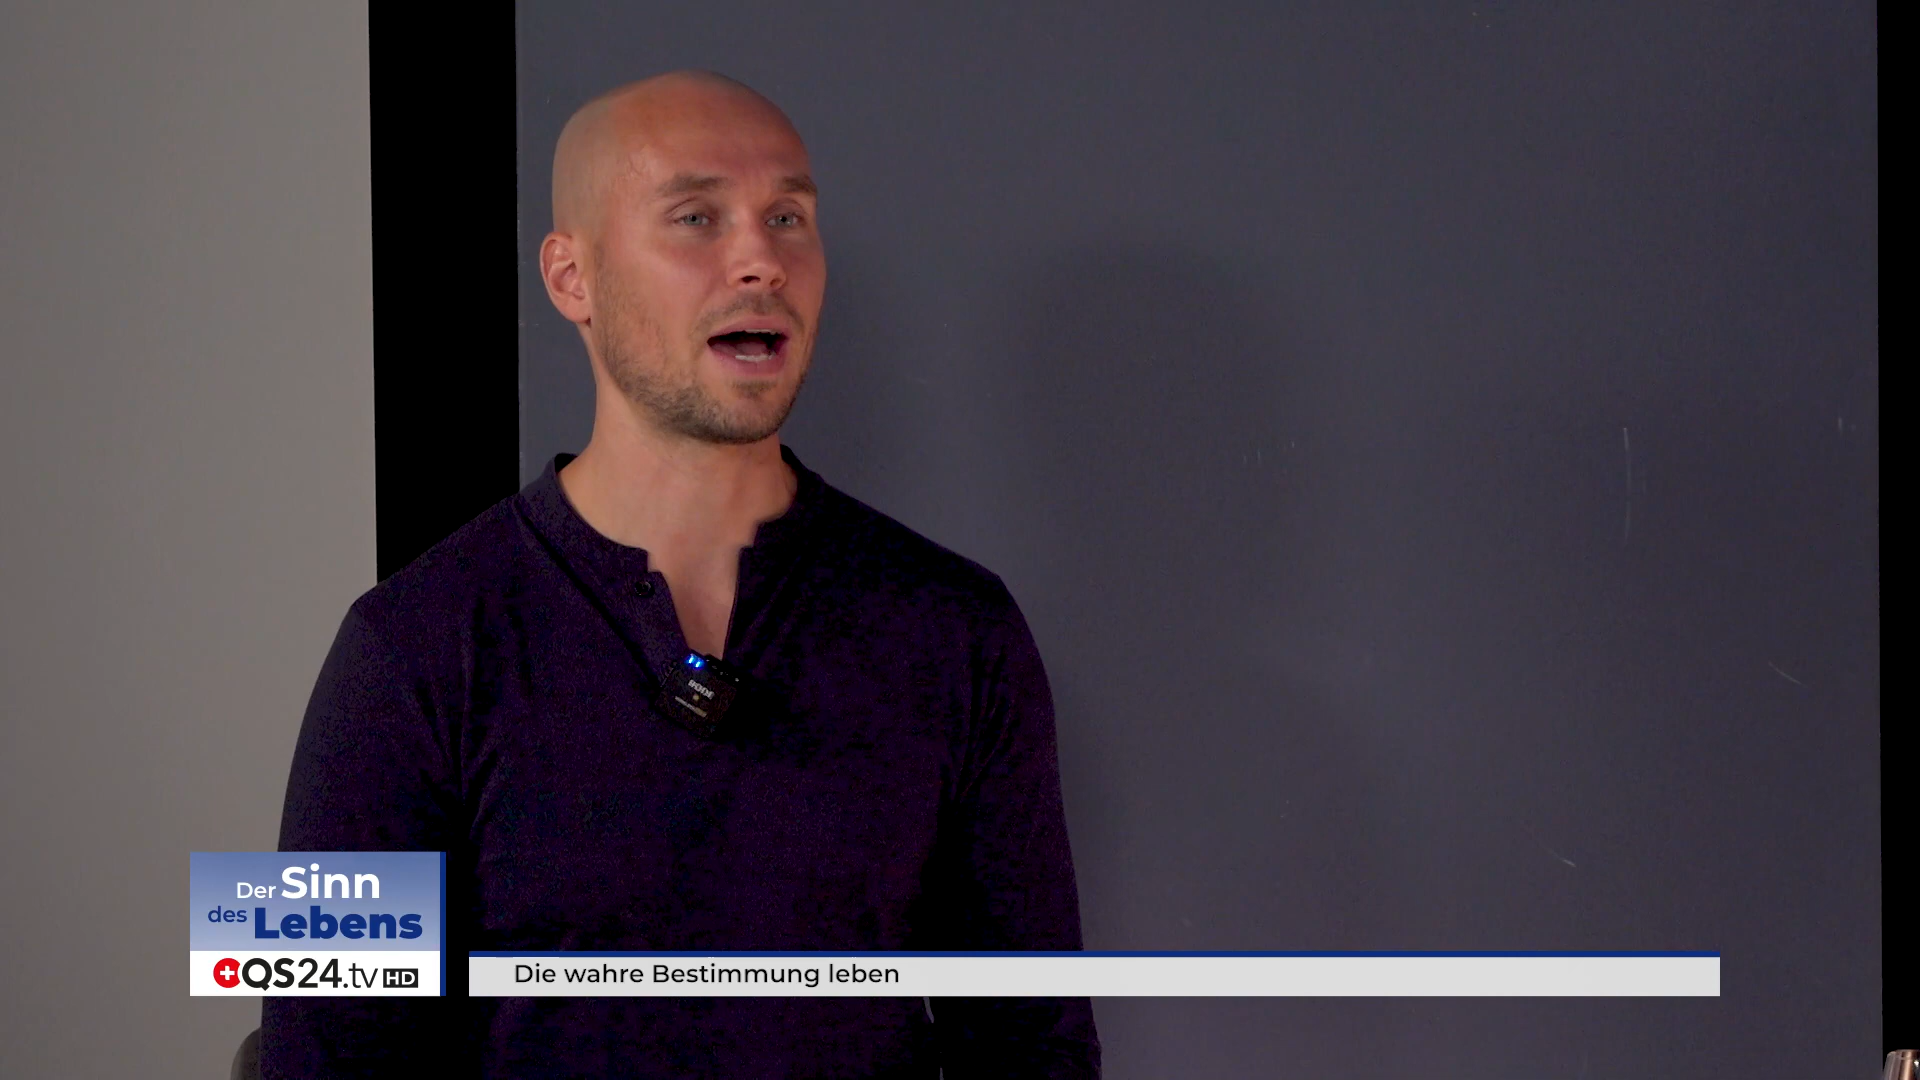 RØDE
Der Sinn
des Lebens
QS24.tv HD
Die wahre Bestimmung leben